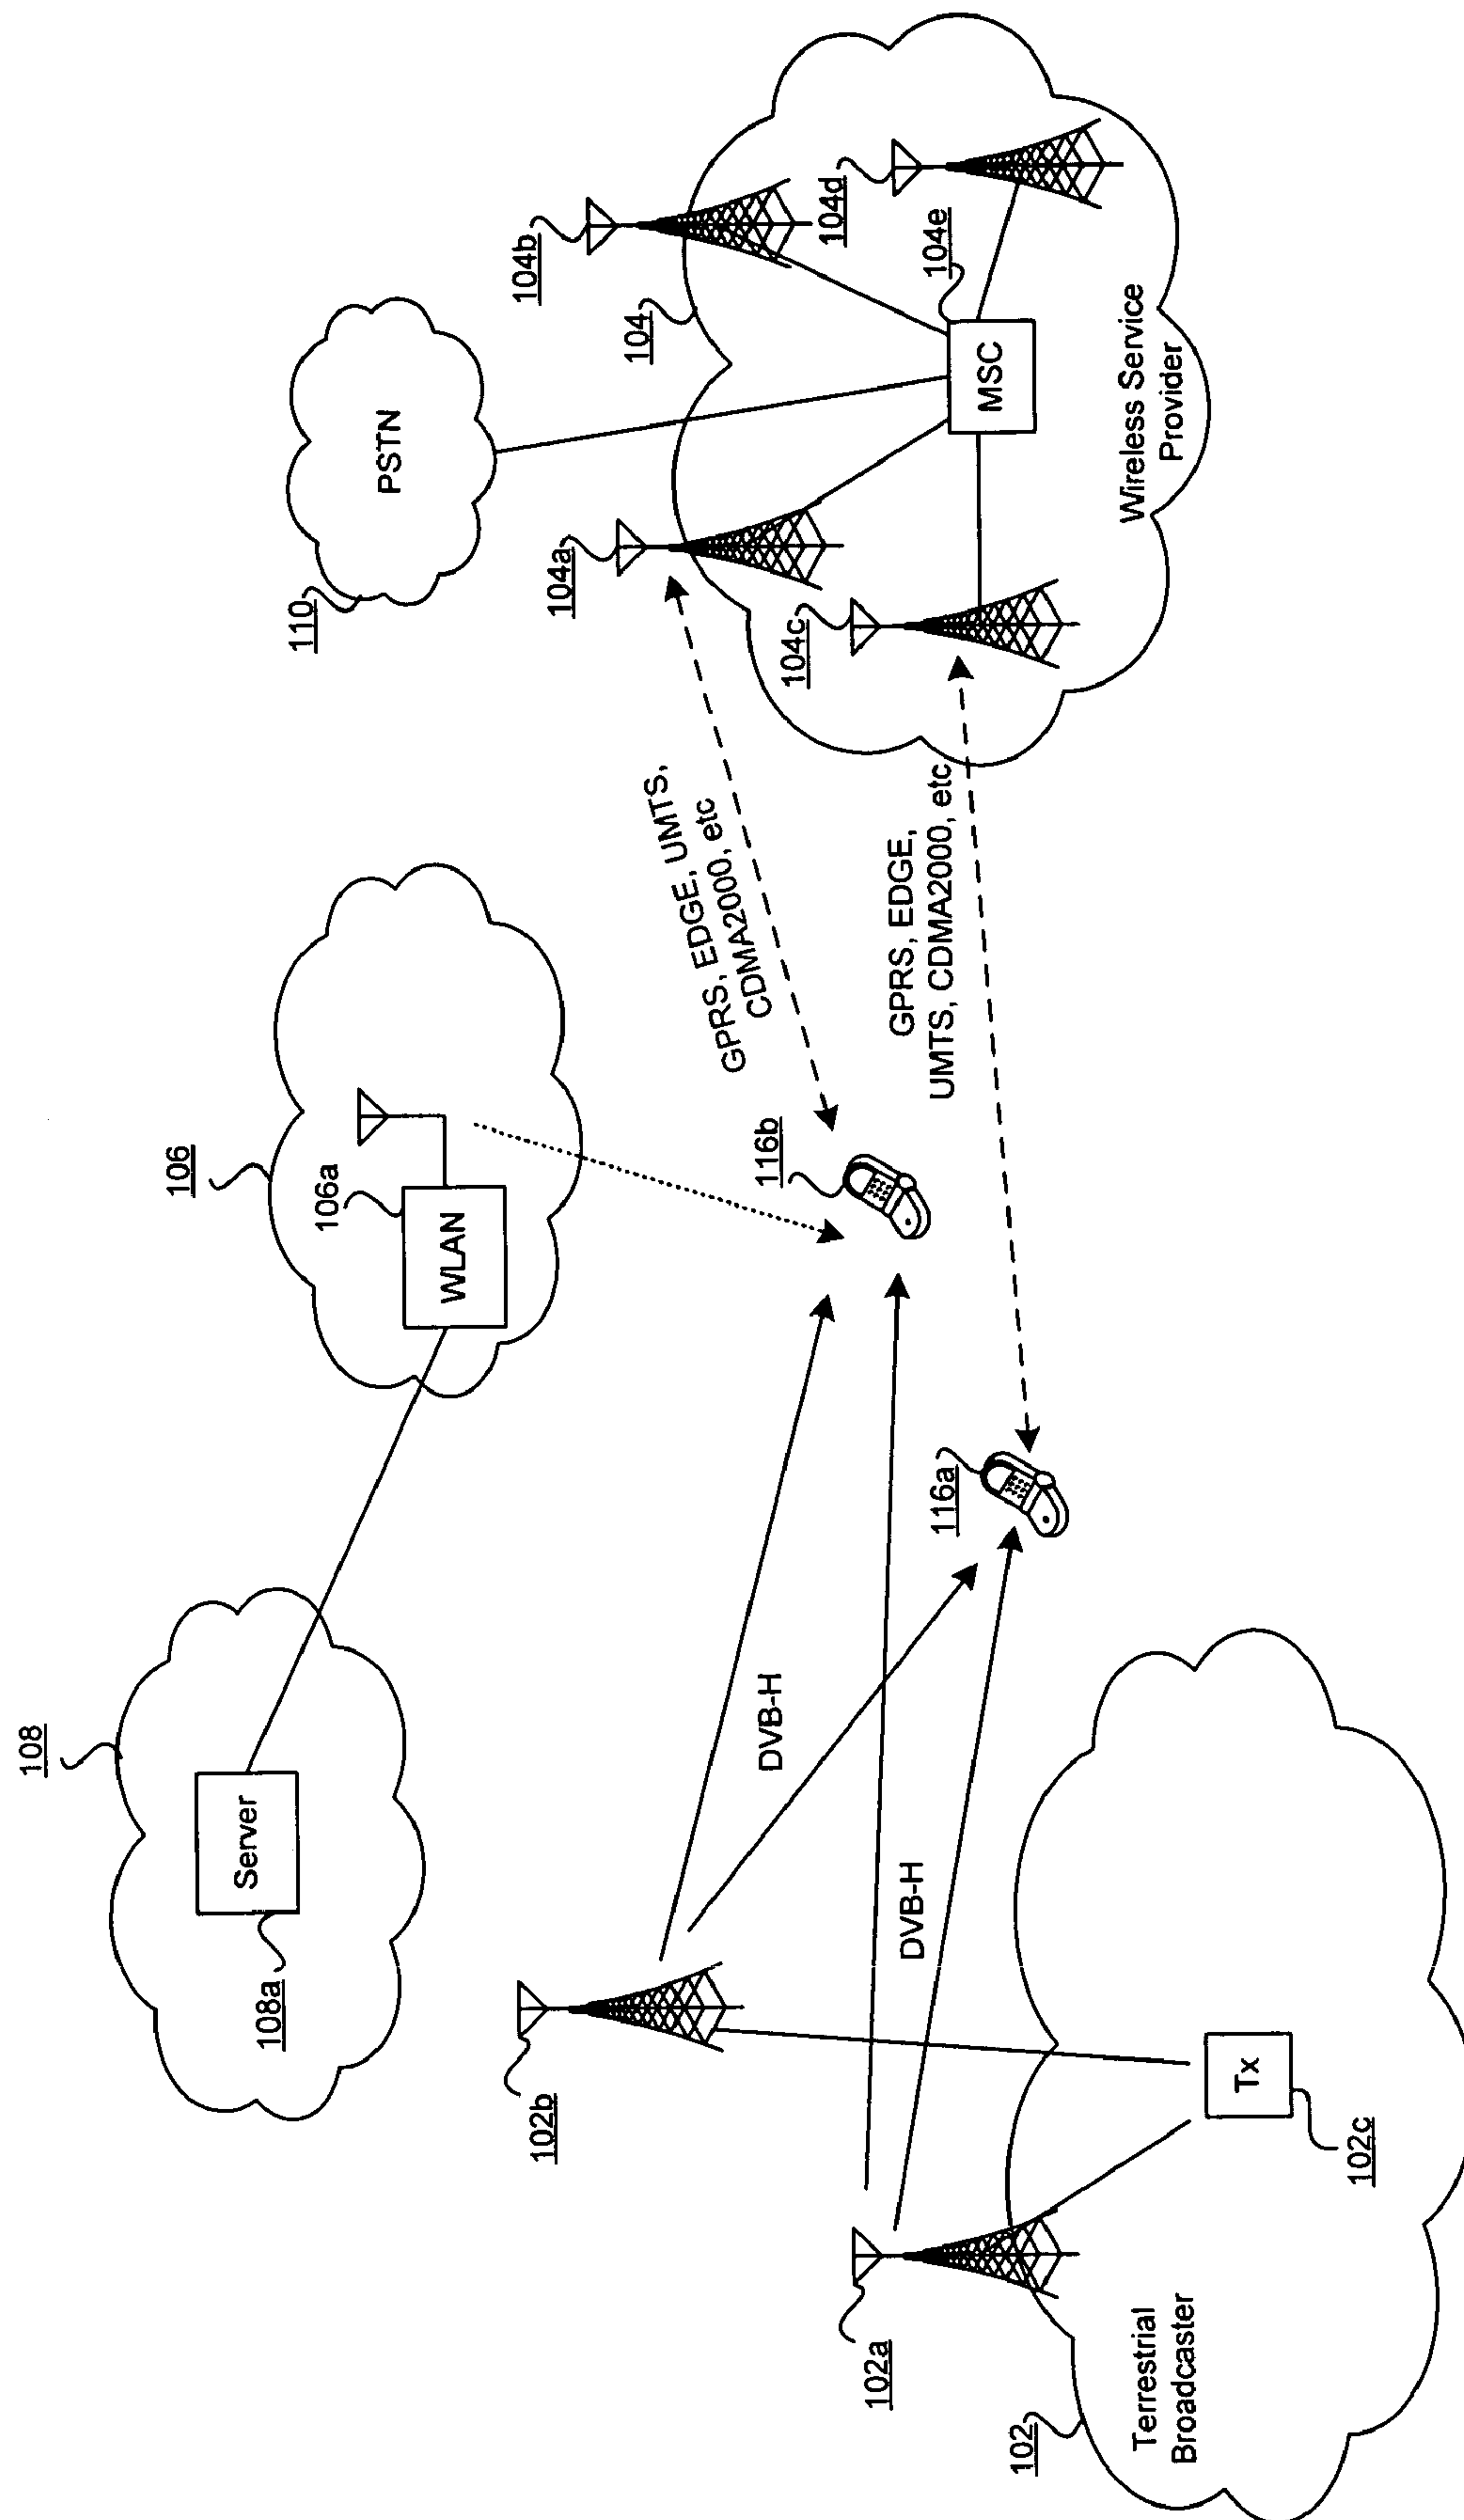 108
Server
108a
106
106a
WLAN
110
PSTN
104b
104
104a
104d
104e
MSC
104c
Wireless Service
Provider
GPRS, EDGE, UMTS,
CDMA2000, etc
GPRS, EDGE,
UMTS, CDMA2000, etc
116b
116a
DVB-H
DVB-H
102b
102a
102
Terrestrial
Broadcaster
Tx
102c